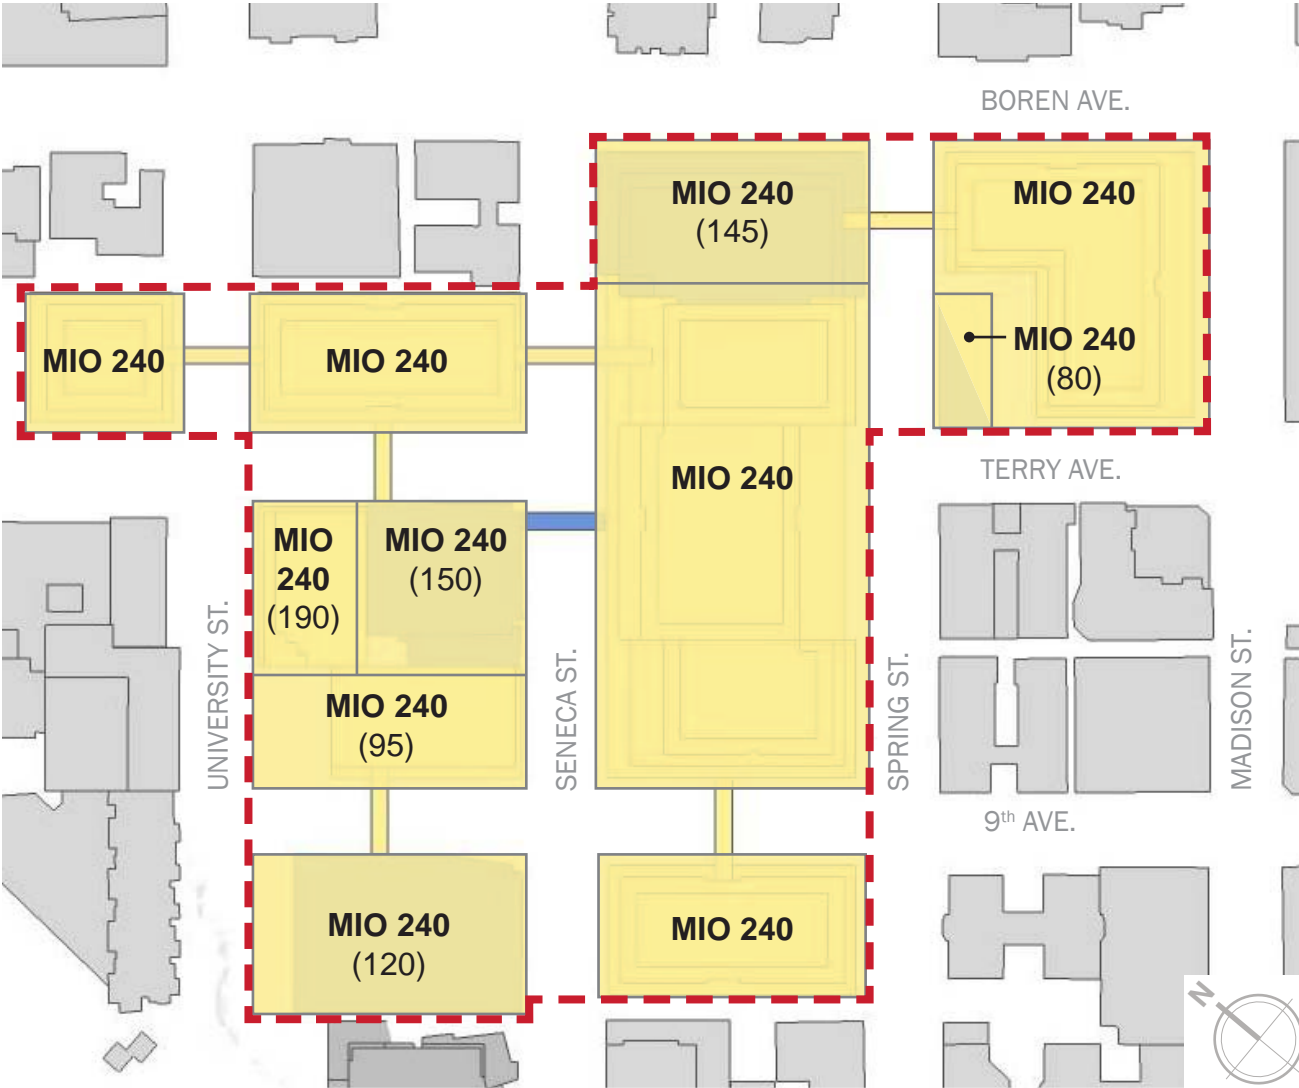 BOREN AVE.
MIO 240
(145)
MIO 240
MIO 240
MIO 240
MIO 240
(80)
MIO 240
TERRY AVE.
MIO
240
(190)
MIO 240
(150)
MIO 240
(95)
UNIVERSITY ST.
SENECA ST.
SPRING ST.
MADISON ST.
9th AVE.
MIO 240
(120)
MIO 240
N